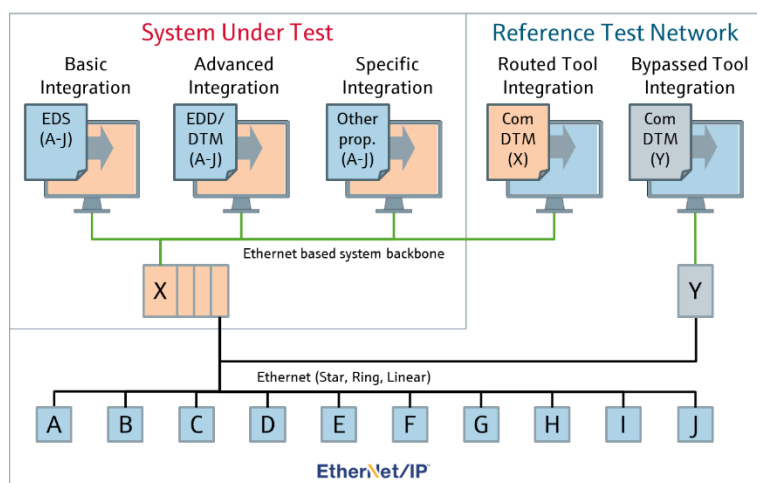 System Under Test
Reference Test Network
Basic
Integration
Advanced
Integration
Specific
Integration
Routed Tool
Integration
Bypassed Tool
Integration
EDS
(A-J)
EDD/
DTM
(A-J)
Other
prop.
(A-J)
Com
DTM
(X)
Com
DTM
(Y)
Ethernet based system backbone
X
Y
Ethernet (Star, Ring, Linear)
A
B
C
D
E
F
G
H
I
J
EtherNet/IP™